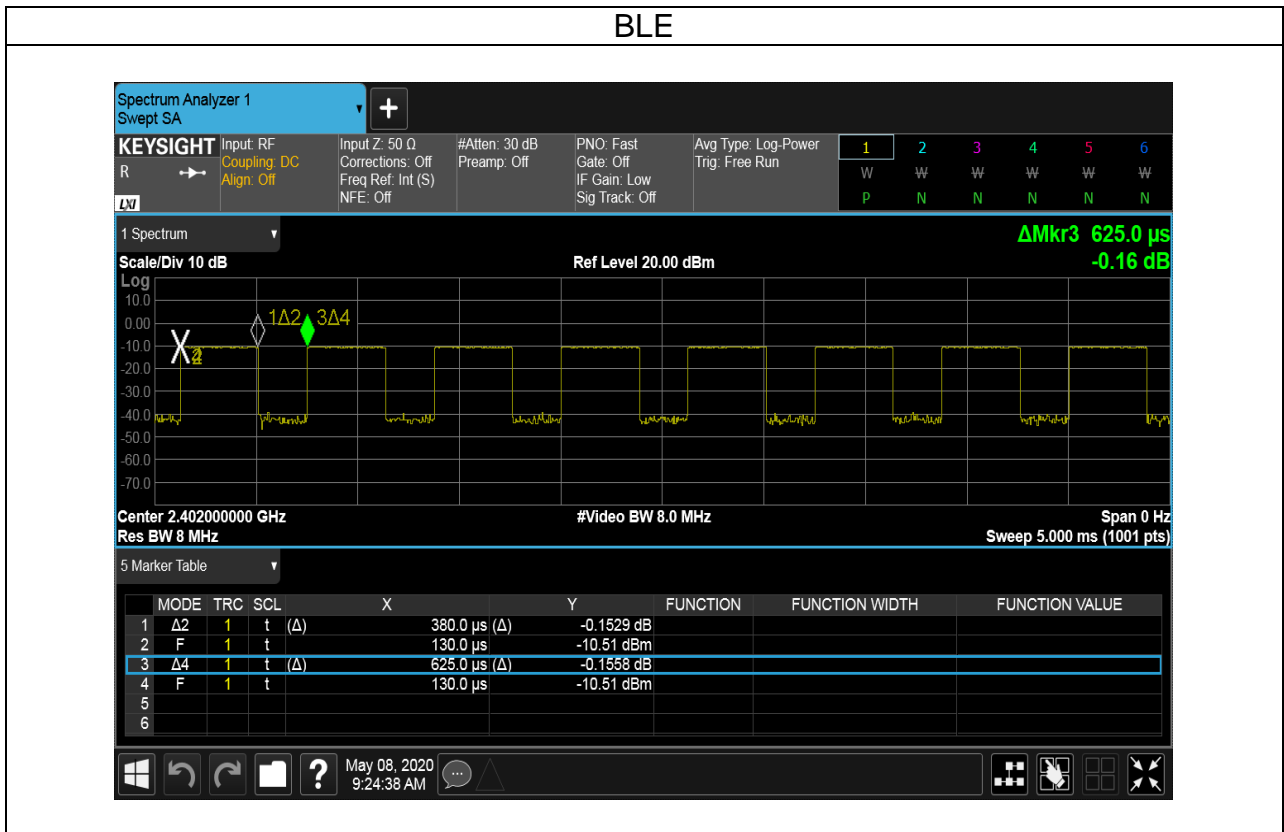 BLE
Spectrum Analyzer 1
Swept SA
KEYSIGHT
R
LXI
Input: RF
Coupling: DC
Align: Off
Input Z: 50 Ω
Corrections: Off
Freq Ref: Int (S)
NFE: Off
#Atten: 30 dB
Preamp: Off
PNO: Fast
Gate: Off
IF Gain: Low
Sig Track: Off
Avg Type: Log-Power
Trig: Free Run
1 2 3 4 5 6
W W W W W W
P N N N N N
1 Spectrum
ΔMkr3 625.0 µs
-0.16 dB
Scale/Div 10 dB
Ref Level 20.00 dBm
Log
10.0
0.00
-10.0
-20.0
-30.0
-40.0
-50.0
-60.0
-70.0
1Δ2 3Δ4
Center 2.402000000 GHz #Video BW 8.0 MHz Span 0 Hz
Res BW 8 MHz Sweep 5.000 ms (1001 pts)
5 Marker Table
MODE TRC SCL X Y FUNCTION FUNCTION WIDTH FUNCTION VALUE
1 Δ2 1 t (Δ) 380.0 µs (Δ) -0.1529 dB
2 F 1 t 130.0 µs -10.51 dBm
3 Δ4 1 t (Δ) 625.0 µs (Δ) -0.1558 dB
4 F 1 t 130.0 µs -10.51 dBm
5
6
?
May 08, 2020
9:24:38 AM